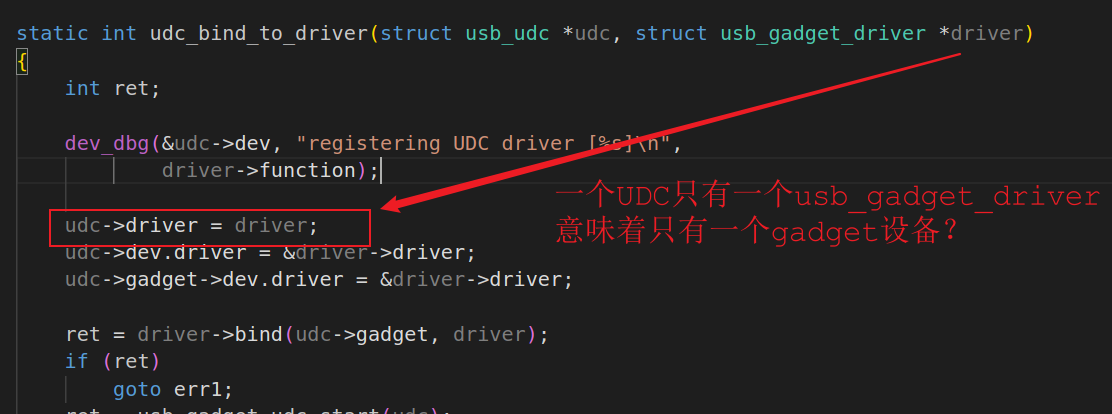 static int udc_bind_to_driver(struct usb_udc *udc, struct usb_gadget_driver *driver)
{
int ret;
dev_dbg(&udc->dev, "registering UDC driver [%s]\n",
driver->function);
一个UDC只有一个usb_gadget_driver
意味着只有一个gadget设备?
udc->driver = driver;
udc->dev.driver = &driver->driver;
udc->gadget->dev.driver = &driver->driver;
ret = driver->bind(udc->gadget, driver);
if (ret)
goto err1;
ret = usb_gadget_udc_start(udc);